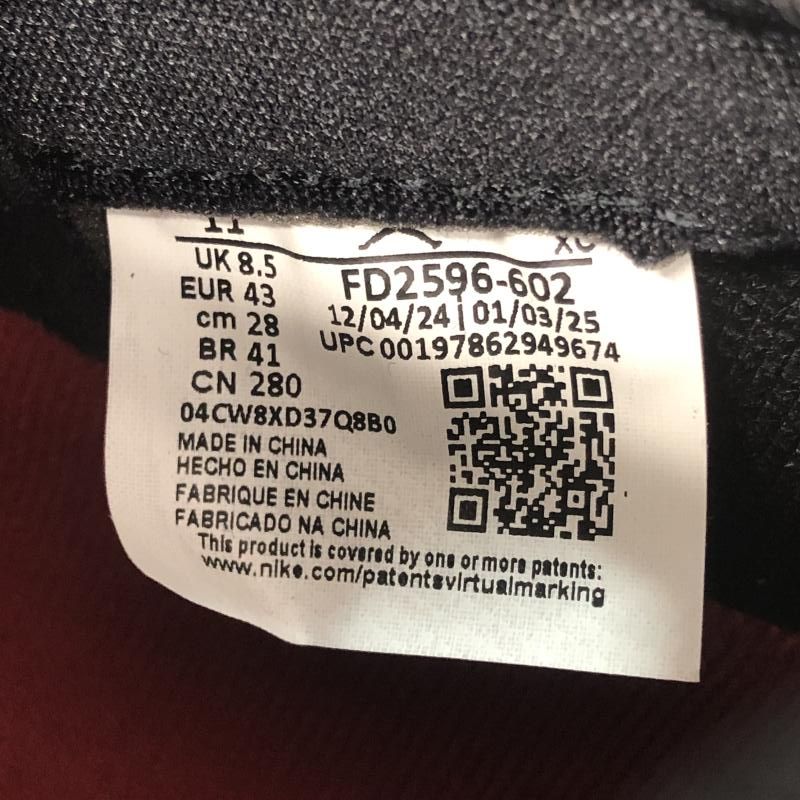 11 XC
UK 8.5
EUR 43
cm 28
BR 41
CN 280
04CW8XD37Q8B0
MADE IN CHINA
HECHO EN CHINA
FABRIQUE EN CHINE
FABRICADO NA CHINA
FD2596-602
12/04/24 | 01/03/25
UPC 00197862949674
This product is covered by one or more patents:
www.nike.com/patentsvirtualmarking